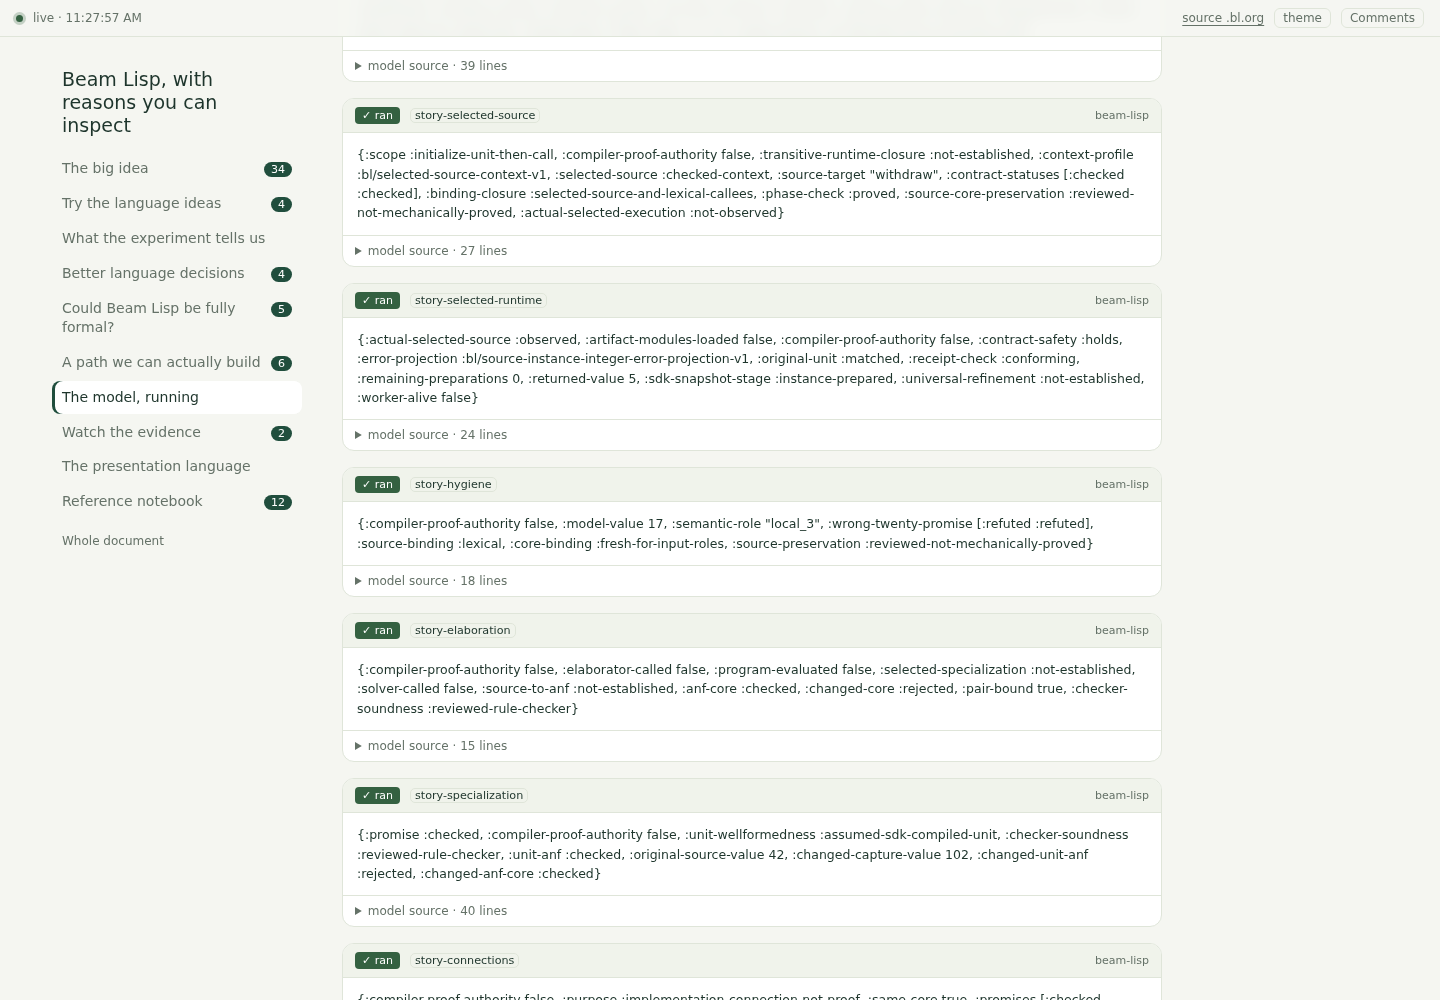 live · 11:27:57 AM
source .bl.org
theme
Comments
Beam Lisp, with
reasons you can
inspect
The big idea
34
Try the language ideas
4
What the experiment tells us
Better language decisions
4
Could Beam Lisp be fully
formal?
5
A path we can actually build
6
The model, running
Watch the evidence
2
The presentation language
Reference notebook
12
Whole document
▶ model source · 39 lines
✓ ran story-selected-source beam-lisp
{:scope :initialize-unit-then-call, :compiler-proof-authority false, :transitive-runtime-closure :not-established, :context-profile
:bl/selected-source-context-v1, :selected-source :checked-context, :source-target "withdraw", :contract-statuses [:checked
:checked], :binding-closure :selected-source-and-lexical-callees, :phase-check :proved, :source-core-preservation :reviewed-
not-mechanically-proved, :actual-selected-execution :not-observed}
▶ model source · 27 lines
✓ ran story-selected-runtime beam-lisp
{:actual-selected-source :observed, :artifact-modules-loaded false, :compiler-proof-authority false, :contract-safety :holds,
:error-projection :bl/source-instance-integer-error-projection-v1, :original-unit :matched, :receipt-check :conforming,
:remaining-preparations 0, :returned-value 5, :sdk-snapshot-stage :instance-prepared, :universal-refinement :not-established,
:worker-alive false}
▶ model source · 24 lines
✓ ran story-hygiene beam-lisp
{:compiler-proof-authority false, :model-value 17, :semantic-role "local_3", :wrong-twenty-promise [:refuted :refuted],
:source-binding :lexical, :core-binding :fresh-for-input-roles, :source-preservation :reviewed-not-mechanically-proved}
▶ model source · 18 lines
✓ ran story-elaboration beam-lisp
{:compiler-proof-authority false, :elaborator-called false, :program-evaluated false, :selected-specialization :not-established,
:solver-called false, :source-to-anf :not-established, :anf-core :checked, :changed-core :rejected, :pair-bound true, :checker-
soundness :reviewed-rule-checker}
▶ model source · 15 lines
✓ ran story-specialization beam-lisp
{:promise :checked, :compiler-proof-authority false, :unit-wellformedness :assumed-sdk-compiled-unit, :checker-soundness
:reviewed-rule-checker, :unit-anf :checked, :original-source-value 42, :changed-capture-value 102, :changed-unit-anf
:rejected, :changed-anf-core :checked}
▶ model source · 40 lines
✓ ran story-connections beam-lisp
{:compiler-proof-authority false, :purpose :implementation-connection-not-proof, :same-core true, :promises [:checked